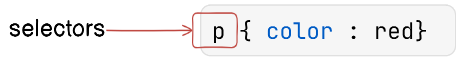 selectors p { color : red}